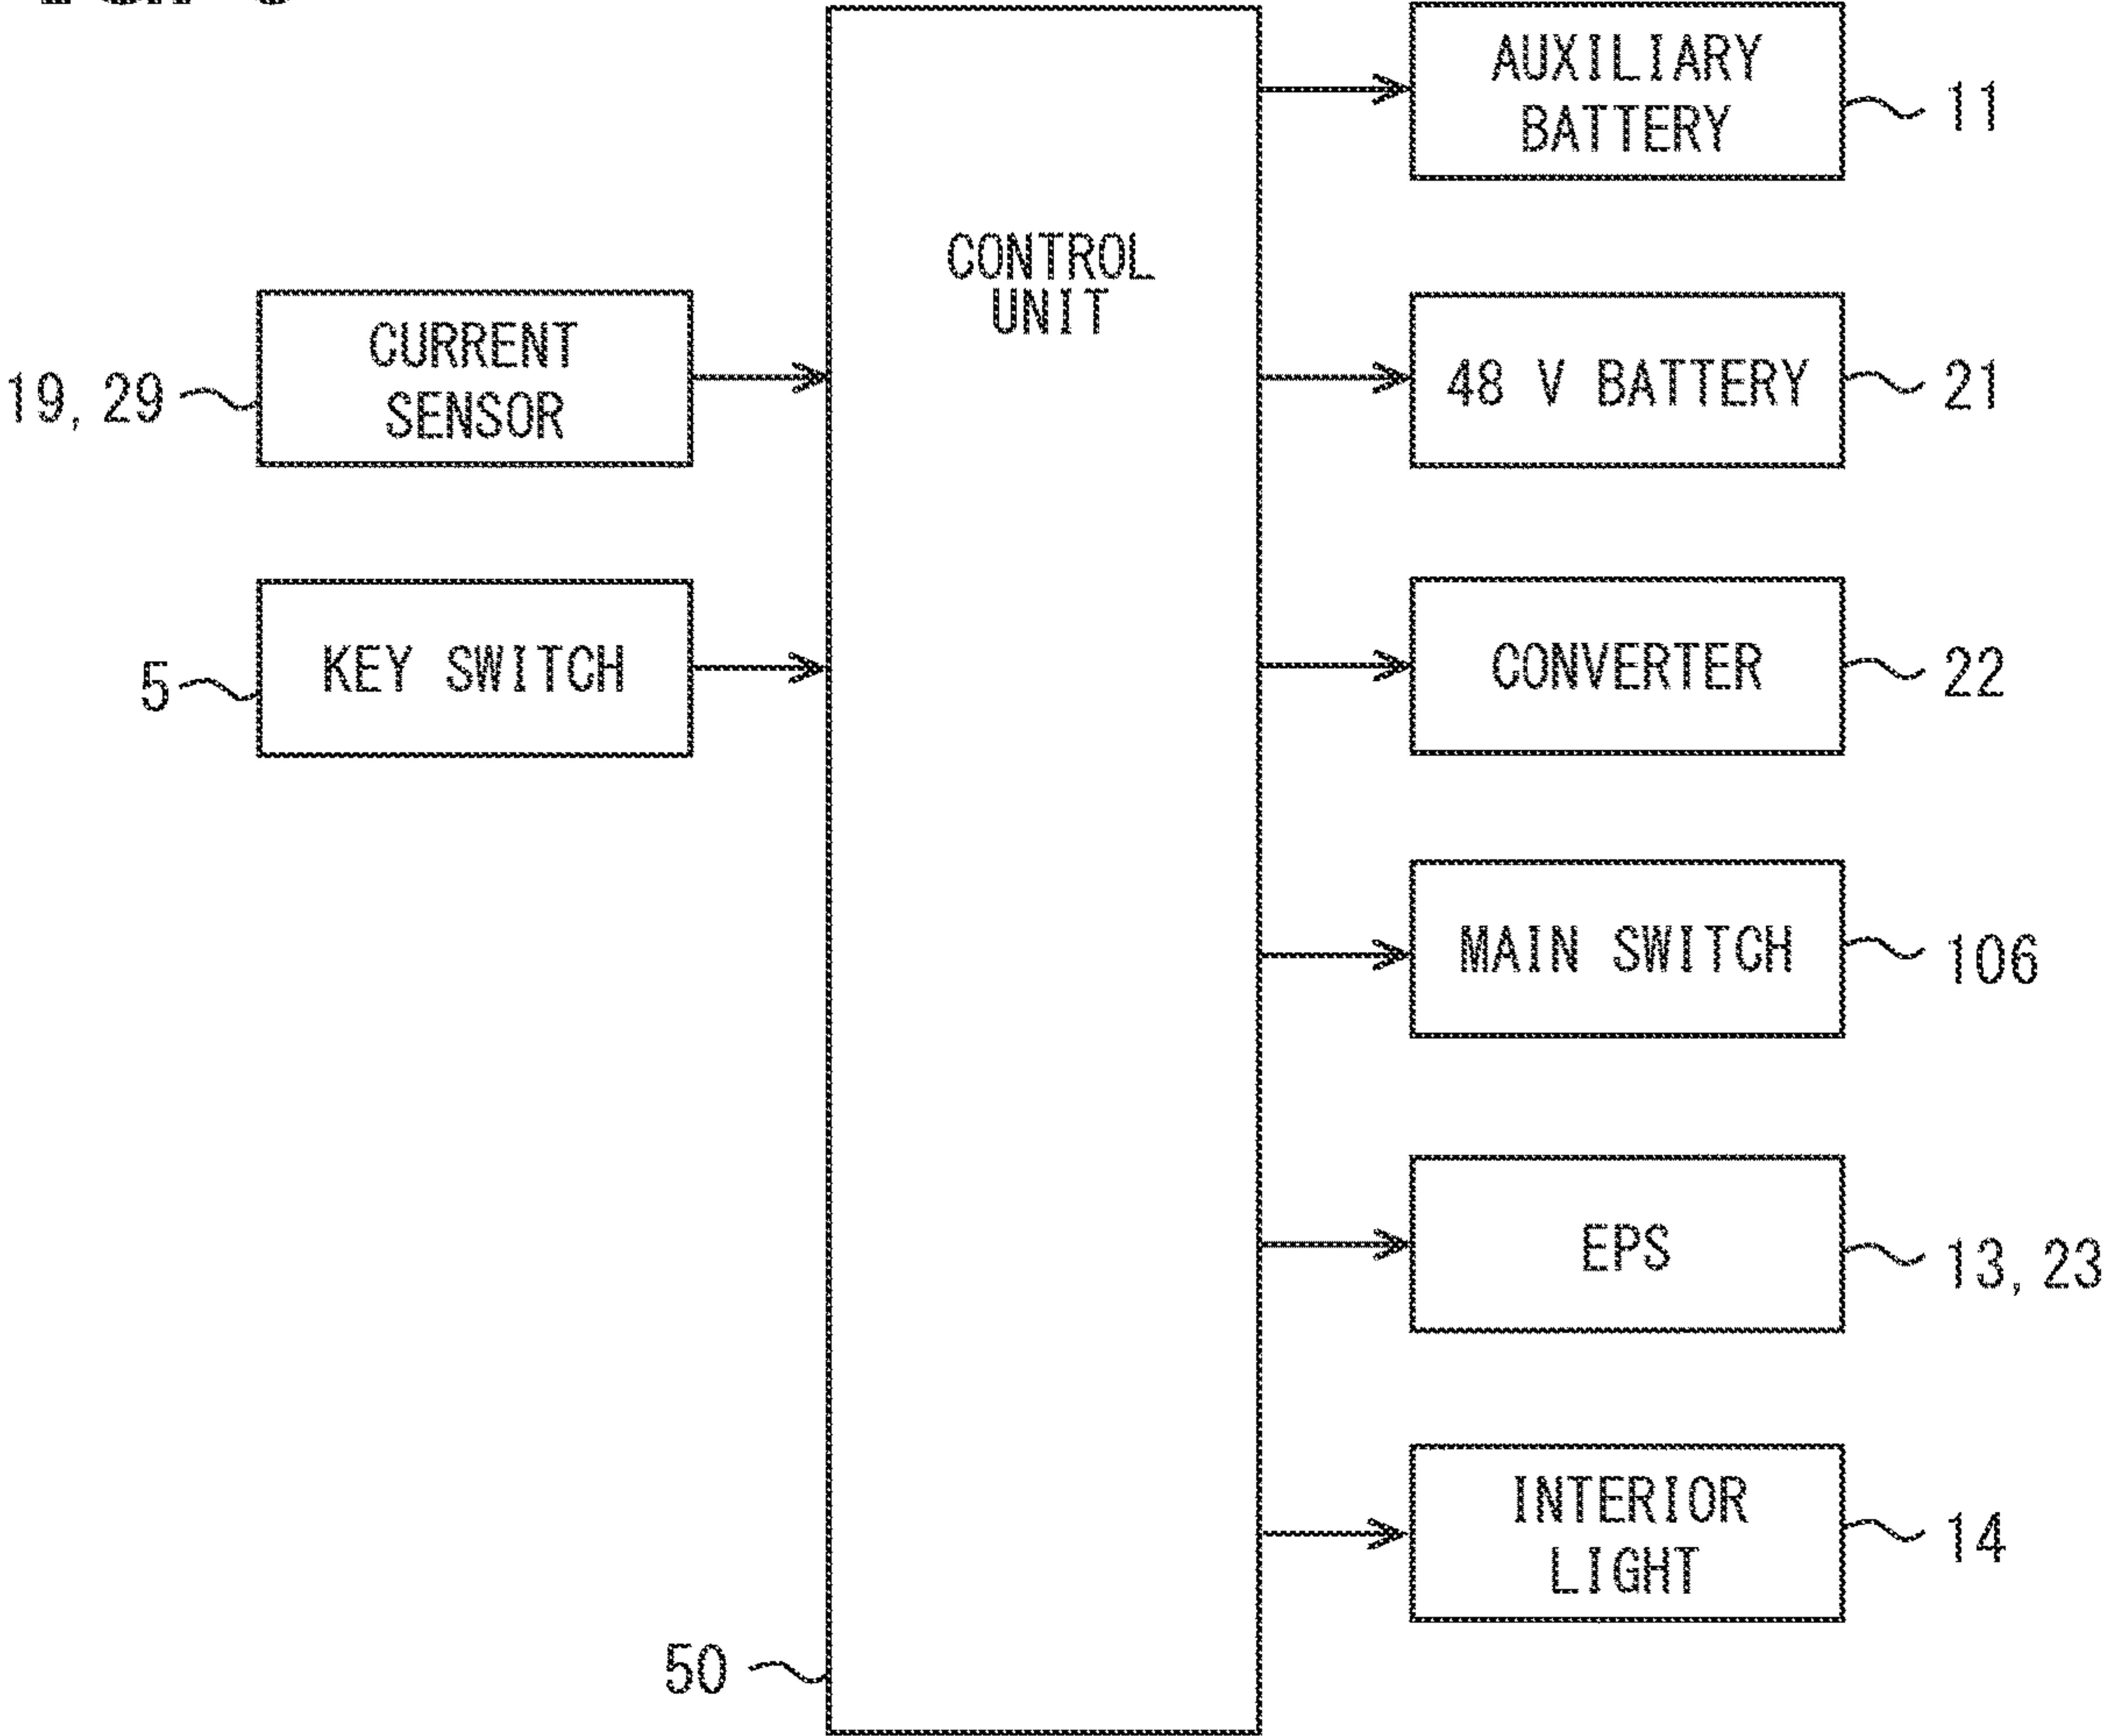 AUXILIARY
BATTERY
11
CONTROL
UNIT
CURRENT
SENSOR
19, 29
48 V BATTERY
21
KEY SWITCH
5
CONVERTER
22
MAIN SWITCH
106
EPS
13, 23
INTERIOR
LIGHT
14
50